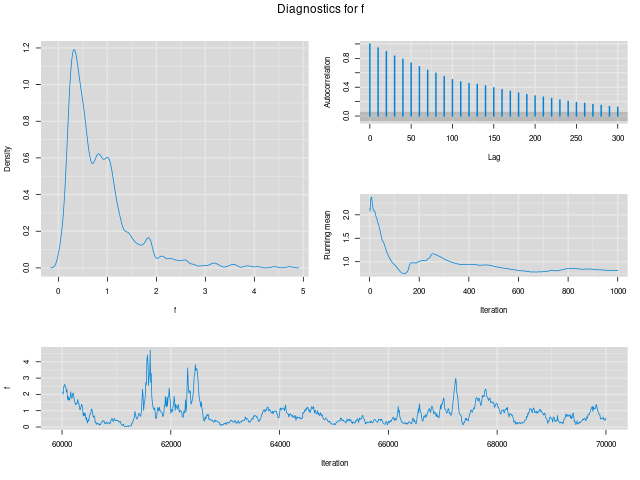 Diagnostics for f
Density
0.0 0.2 0.4 0.6 0.8 1.0 1.2
0 1 2 3 4 5
f
Autocorrelation
0.0 0.4 0.8
0 50 100 150 200 250 300
Lag
Running mean
1.0 1.5 2.0
0 200 400 600 800 1000
Iteration
f
0 1 2 3 4
60000 62000 64000 66000 68000 70000
Iteration